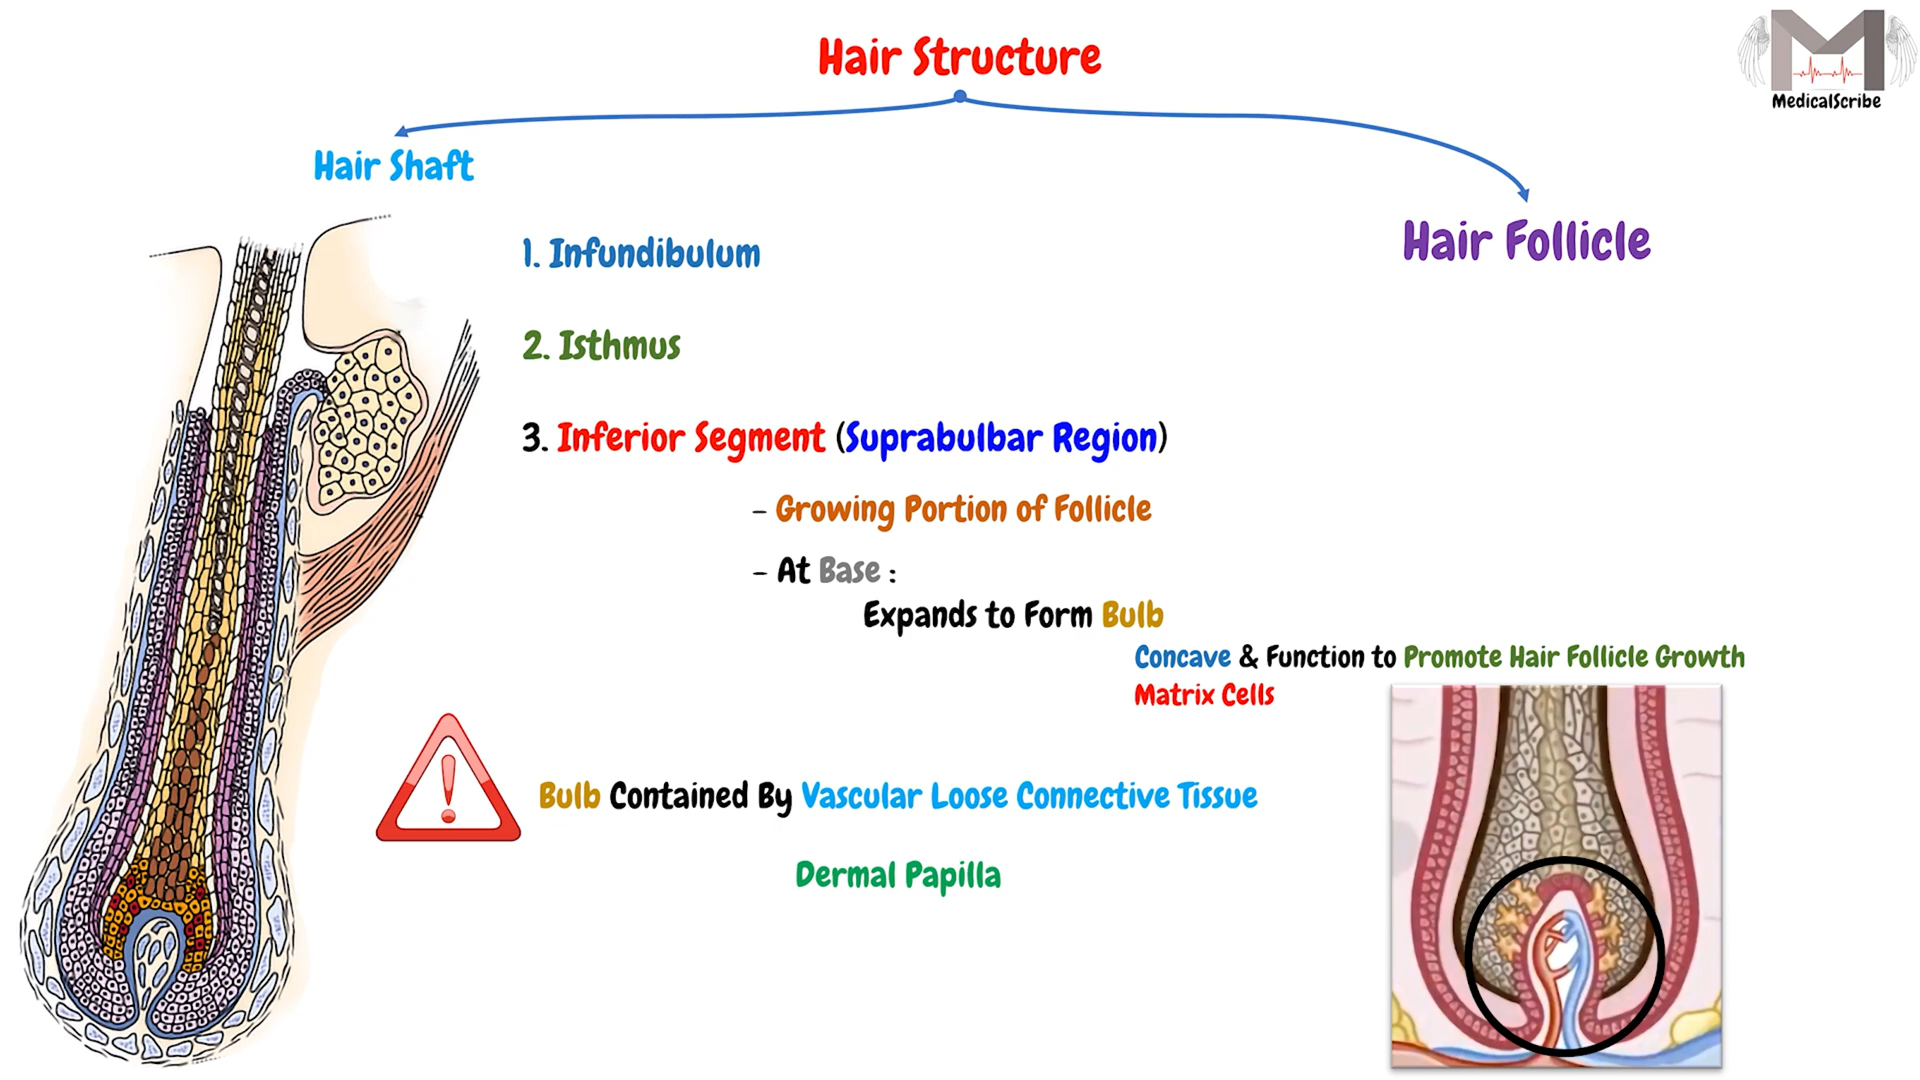 Hair Structure
MedicalScribe
Hair Shaft
Hair Follicle
1. Infundibulum
2. Isthmus
3. Inferior Segment (Suprabulbar Region)
- Growing Portion of Follicle
- At Base :
Expands to Form Bulb
Concave & Function to Promote Hair Follicle Growth
Matrix Cells
Bulb Contained By Vascular Loose Connective Tissue
Dermal Papilla